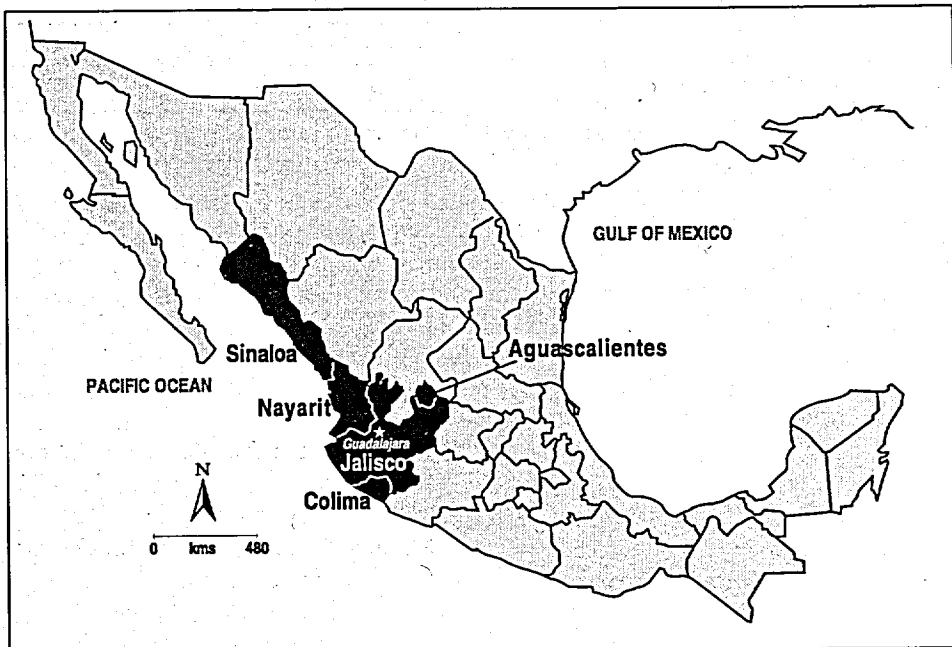 GULF OF MEXICO
Sinaloa
Aguascalientes
PACIFIC OCEAN
Nayarit
Guadalajara
Jalisco
Colima
N
0 kms 480